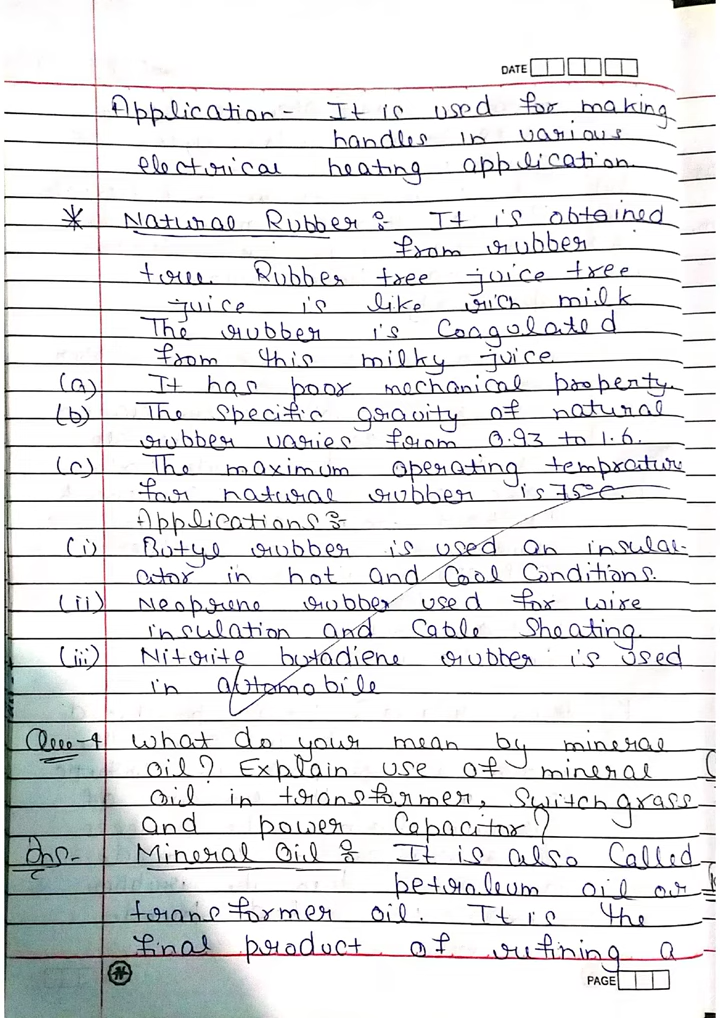 DATE
Application - It is used for making
handles in various
electrical heating application.
* Natural Rubber : It is obtained
from rubber
tree. Rubber tree juice tree
juice is like rich milk
The rubber is Coagulated
from this milky juice
(a) It has poor mechanical property.
(b) The specific gravity of natural
rubber varies from 0.93 to 1.6.
(c) The maximum operating temprature
for natural rubber is 75°C.
Applications :-
(i) Butyl rubber is used an insulal-
ator in hot and Cool Conditions.
(ii) Neoprene rubber used for wire
insulation and Cable Sheating.
(iii) Nitrite butadiene rubber is used
in automobile
Que-4 What do your mean by mineral
oil? Explain use of mineral
oil in transformer, Switch grass
and power Capacitor?
Ans- Mineral Oil : It is also Called
petroleum oil or
transformer oil. It is the
final product of refining a
PAGE